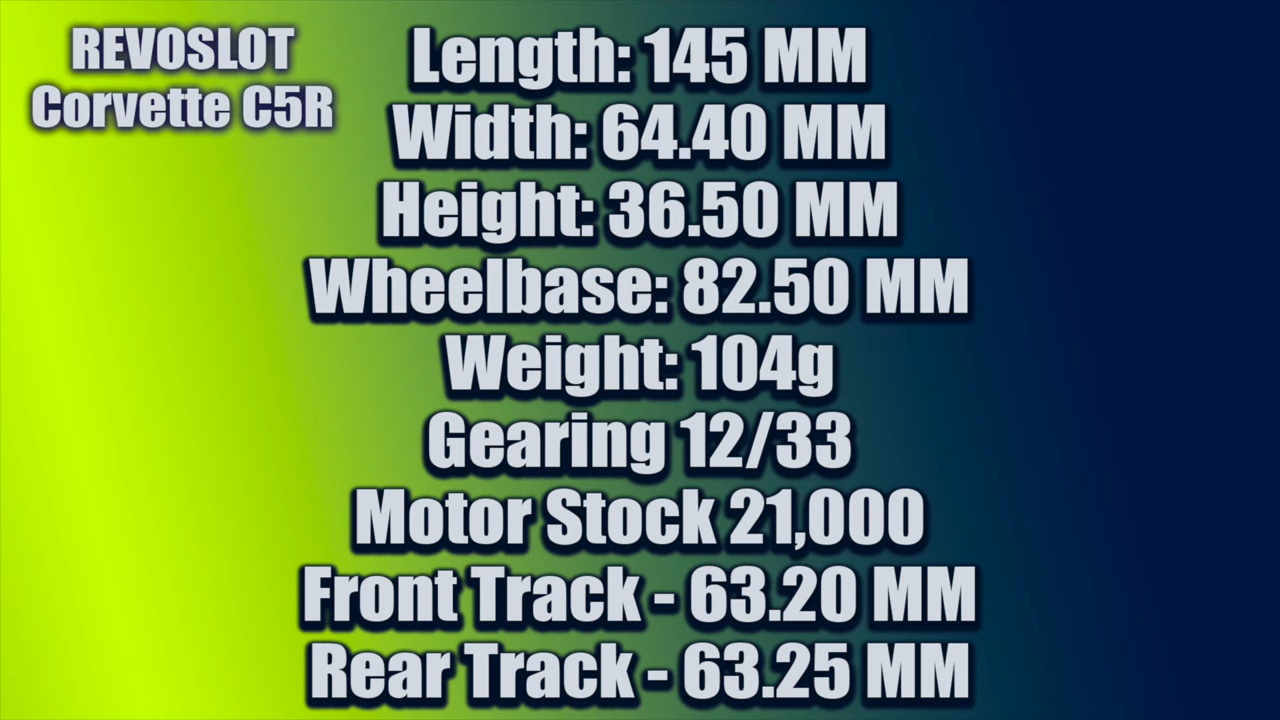 REVOSLOT
Corvette C5R
Length: 145 MM
Width: 64.40 MM
Height: 36.50 MM
Wheelbase: 82.50 MM
Weight: 104g
Gearing 12/33
Motor Stock 21,000
Front Track - 63.20 MM
Rear Track - 63.25 MM